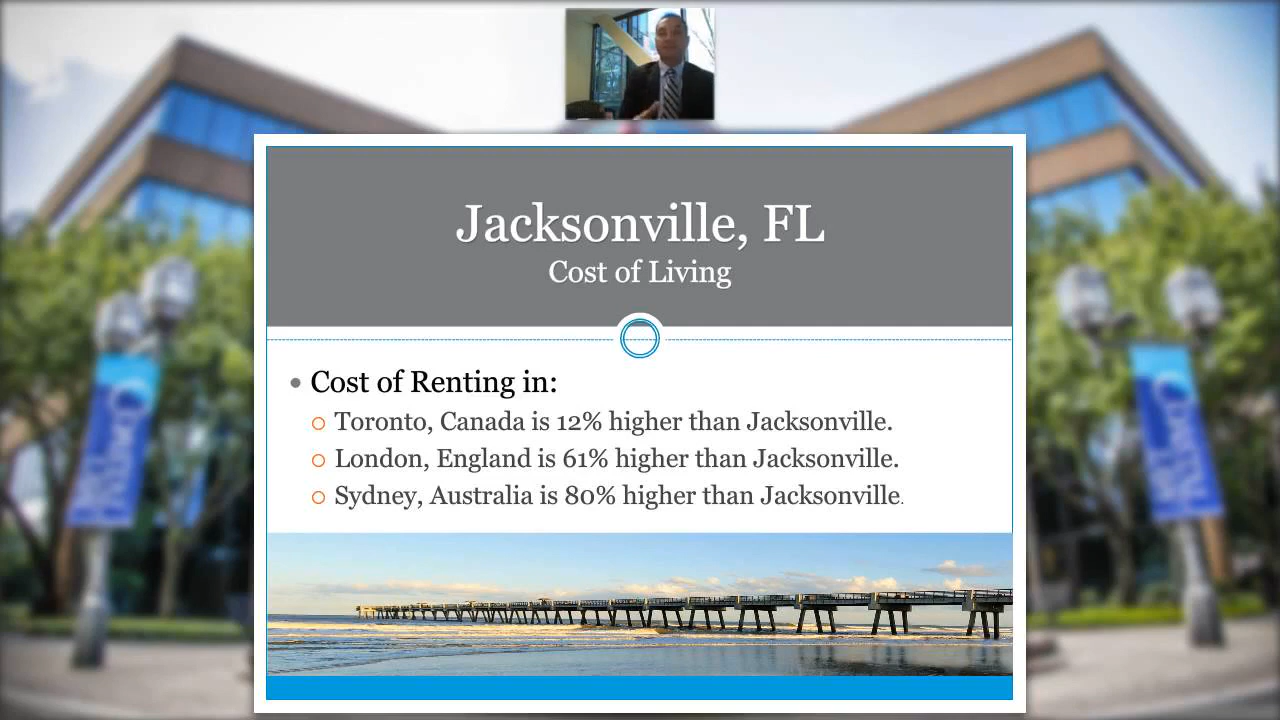 Jacksonville, FL
Cost of Living
Cost of Renting in:
Toronto, Canada is 12% higher than Jacksonville.
London, England is 61% higher than Jacksonville.
Sydney, Australia is 80% higher than Jacksonville.